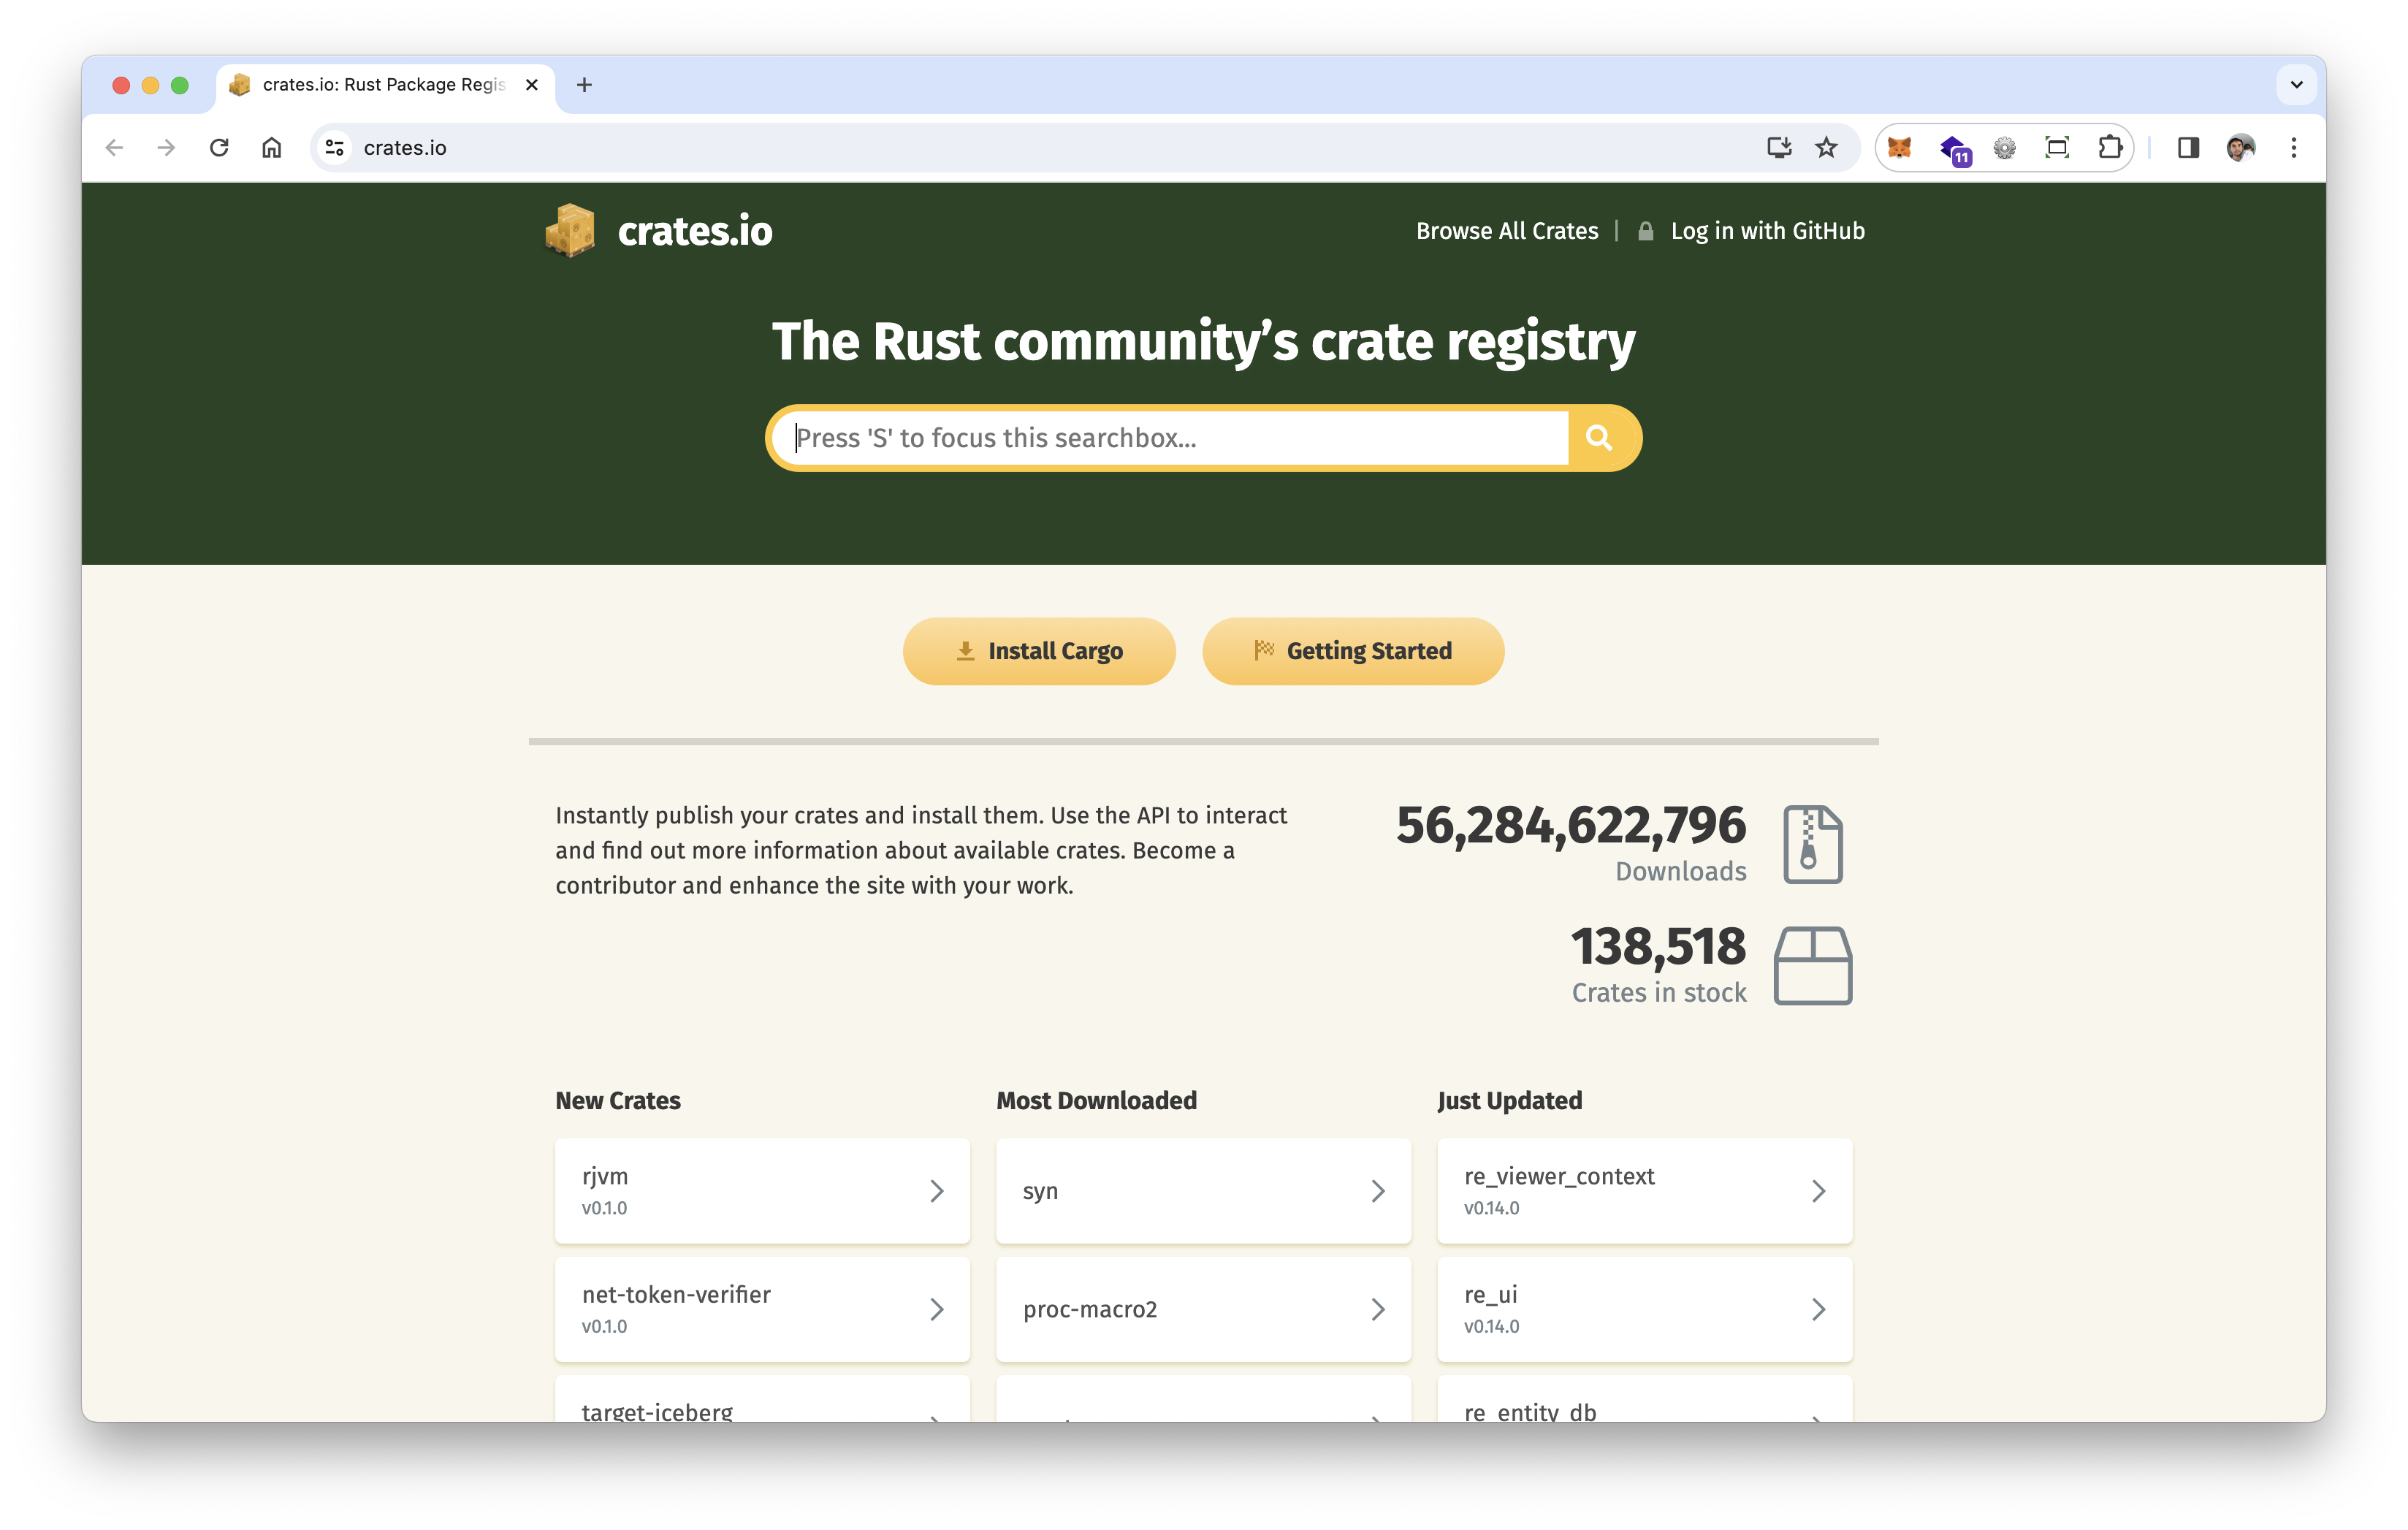 crates.io: Rust Package Regis
crates.io
11
crates.io
Browse All Crates | Log in with GitHub
The Rust community’s crate registry
Press 'S' to focus this searchbox...
Install Cargo
Getting Started
Instantly publish your crates and install them. Use the API to interact
and find out more information about available crates. Become a
contributor and enhance the site with your work.
56,284,622,796
Downloads
138,518
Crates in stock
New Crates
rjvm
v0.1.0
net-token-verifier
v0.1.0
target-iceberg
Most Downloaded
syn
proc-macro2
Just Updated
re_viewer_context
v0.14.0
re_ui
v0.14.0
re_entity_db